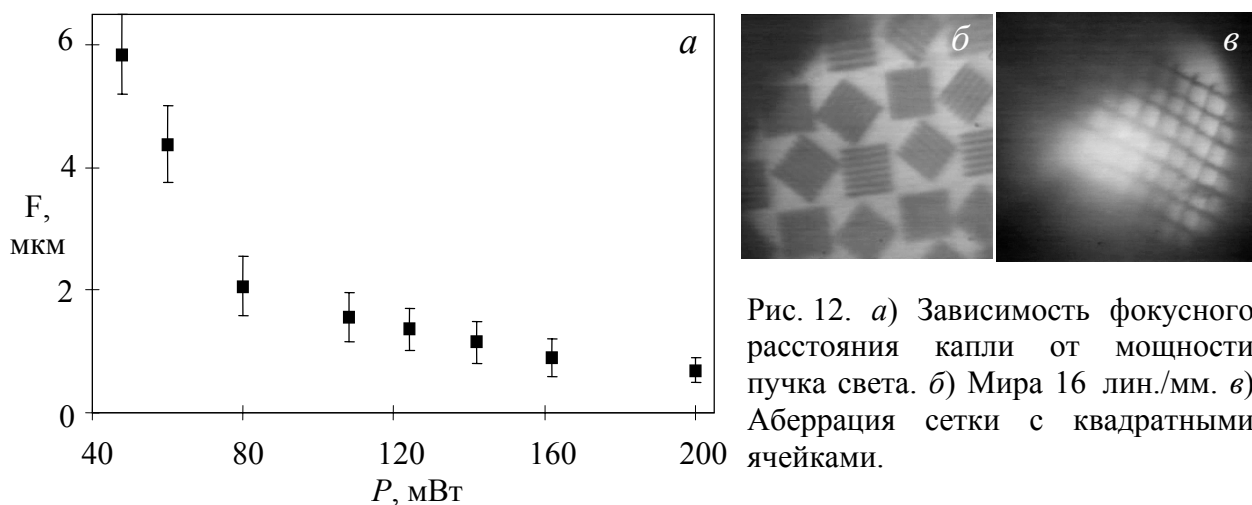 6
4
2
0
F,
мкм
40
80
120
160
200
P, мВт
а
б
в
Рис. 12. а) Зависимость фокусного
расстояния капли от мощности
пучка света. б) Мира 16 лин./мм. в)
Аберрация сетки с квадратными
ячейками.